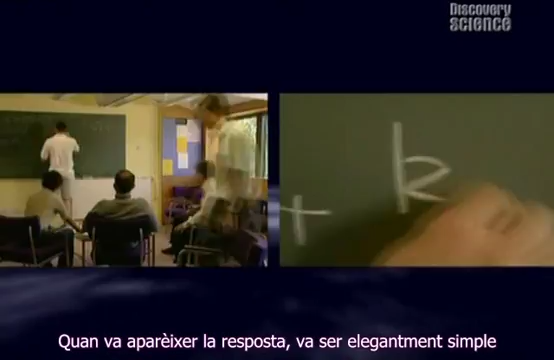 Discovery
SCIENCE
+ k
Quan va aparèixer la resposta, va ser elegantment simple